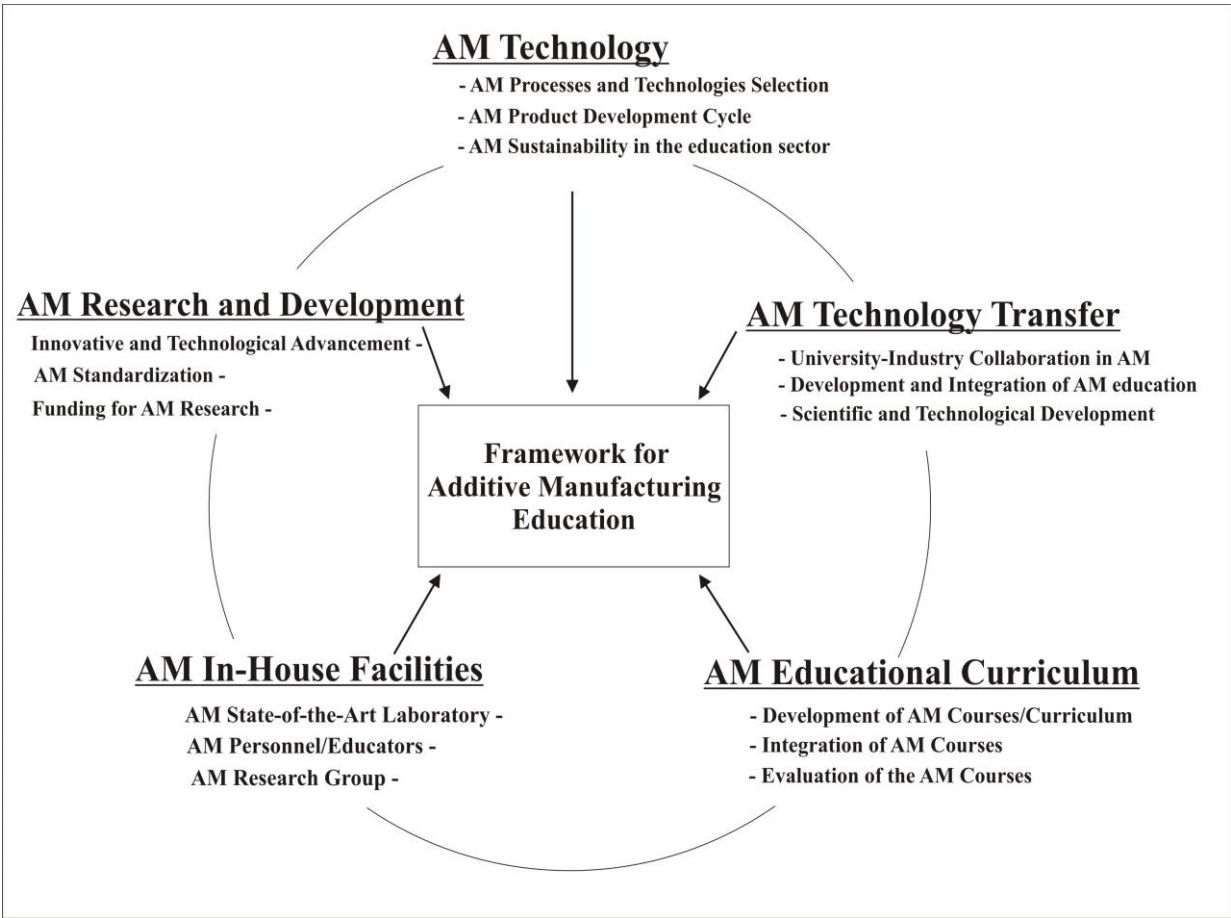 AM Technology
- AM Processes and Technologies Selection
- AM Product Development Cycle
- AM Sustainability in the education sector
AM Research and Development
Innovative and Technological Advancement -
AM Standardization -
Funding for AM Research -
AM Technology Transfer
- University-Industry Collaboration in AM
- Development and Integration of AM education
- Scientific and Technological Development
Framework for
Additive Manufacturing
Education
AM In-House Facilities
AM State-of-the-Art Laboratory -
AM Personnel/Educators -
AM Research Group -
AM Educational Curriculum
- Development of AM Courses/Curriculum
- Integration of AM Courses
- Evaluation of the AM Courses